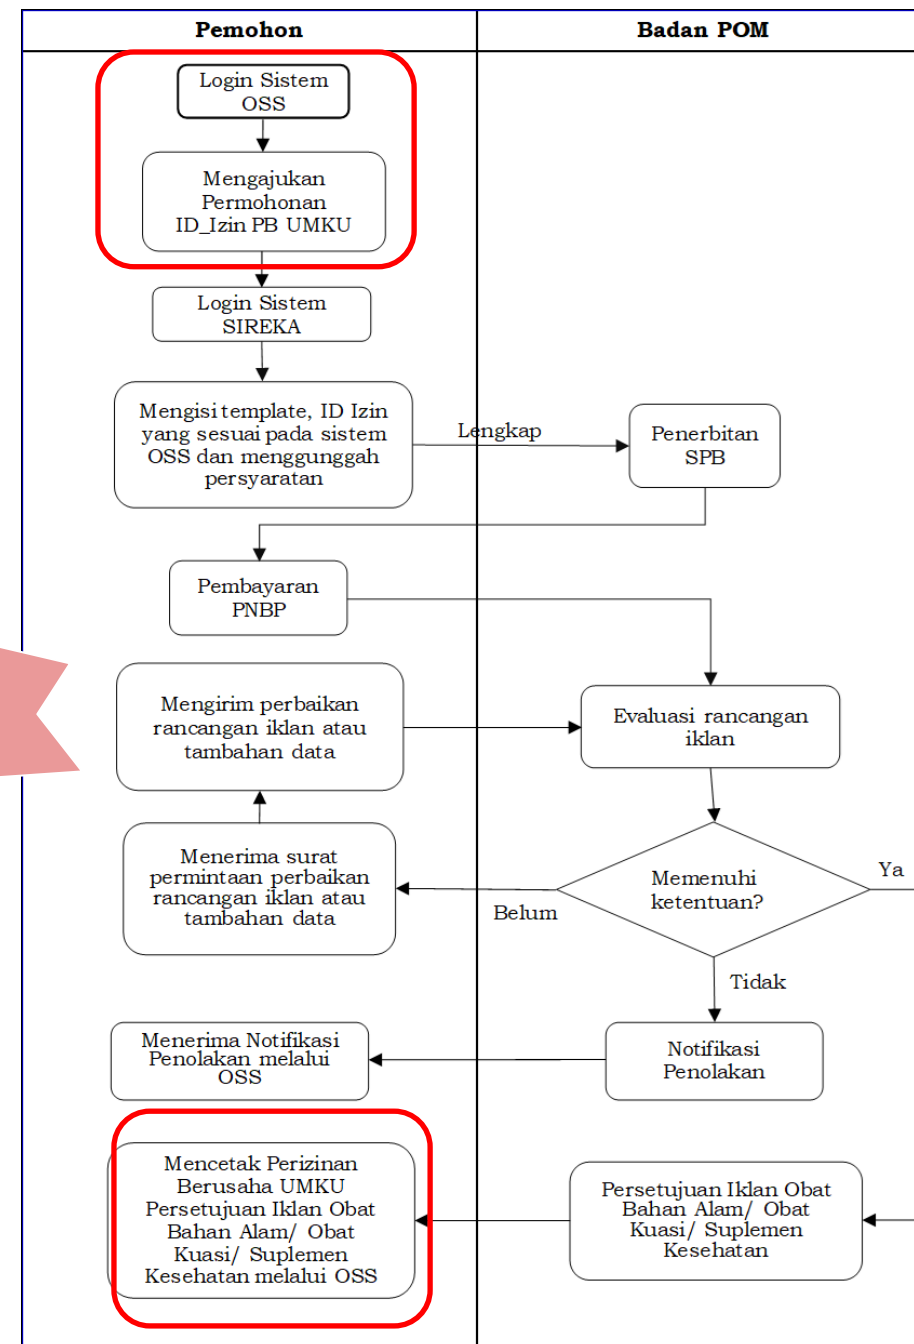 Pemohon
Badan POM
Login Sistem
OSS
Mengajukan
Permohonan
ID_Izin PB UMKU
Login Sistem
SIREKA
Mengisi template, ID Izin
yang sesuai pada sistem
OSS dan menggunggah
persyaratan
Lengkap
Penerbitan
SPB
Pembayaran
PNBP
Mengirim perbaikan
rancangan iklan atau
tambahan data
Evaluasi rancangan
iklan
Menerima surat
permintaan perbaikan
rancangan iklan atau
tambahan data
Belum
Memenuhi
ketentuan?
Ya
Tidak
Menerima Notifikasi
Penolakan melalui
OSS
Notifikasi
Penolakan
Mencetak Perizinan
Berusaha UMKU
Persetujuan Iklan Obat
Bahan Alam/ Obat
Kuasi/ Suplemen
Kesehatan melalui OSS
Persetujuan Iklan Obat
Bahan Alam/ Obat
Kuasi/ Suplemen
Kesehatan